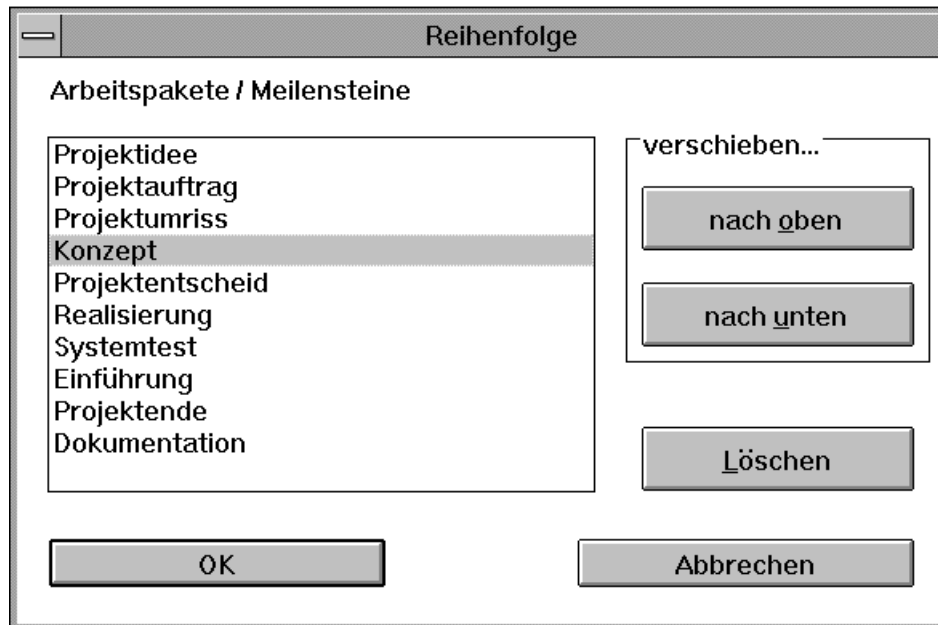 Reihenfolge
Arbeitspakete / Meilensteine
Projektidee
Projektauftrag
Projektumriss
Konzept
Projektentscheid
Realisierung
Systemtest
Einführung
Projektende
Dokumentation
verschieben...
nach oben
nach unten
Löschen
OK
Abbrechen